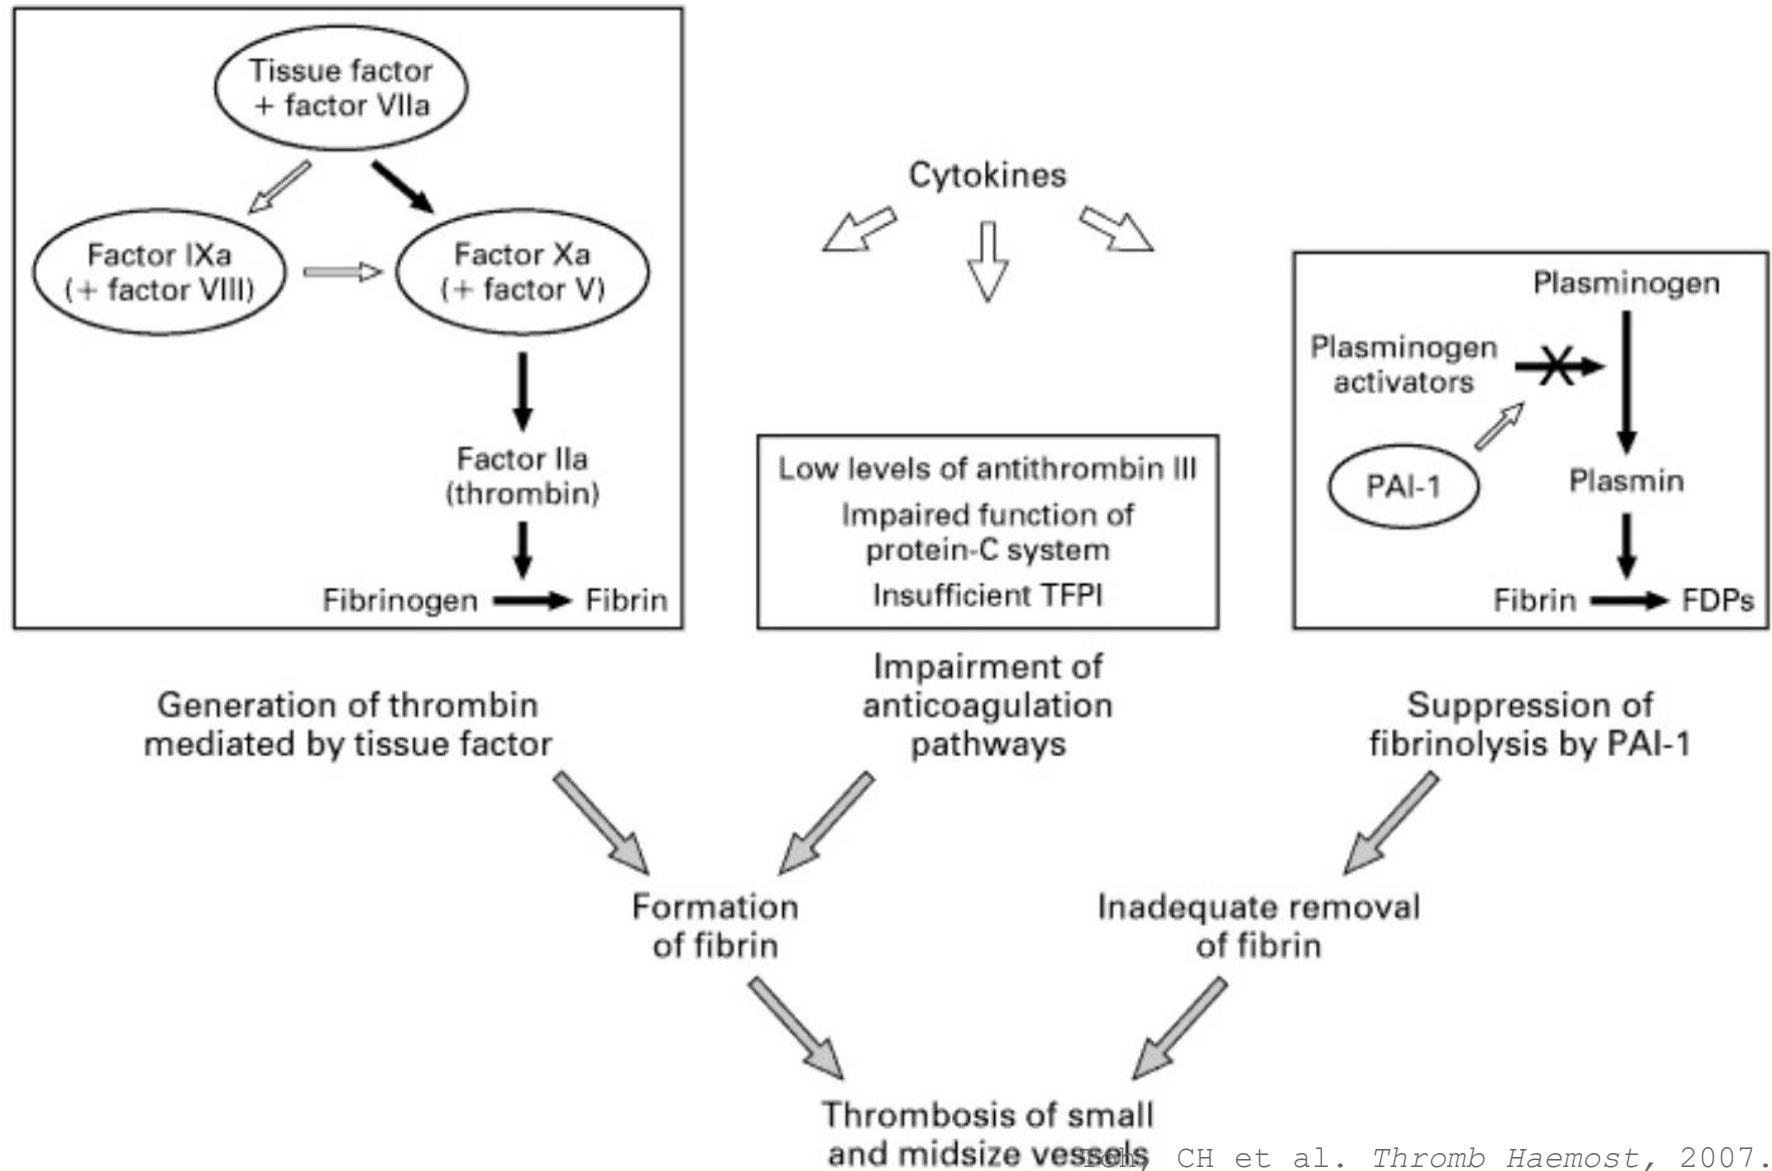 Tissue factor
+ factor VIIa
Factor IXa
(+ factor VIII)
Factor Xa
(+ factor V)
Factor IIa
(thrombin)
Fibrinogen
Fibrin
Generation of thrombin
mediated by tissue factor
Cytokines
Low levels of antithrombin III
Impaired function of
protein-C system
Insufficient TFPI
Impairment of
anticoagulation
pathways
Plasminogen
Plasminogen
activators
PAI-1
Plasmin
Fibrin
FDPs
Suppression of
fibrinolysis by PAI-1
Formation
of fibrin
Inadequate removal
of fibrin
Thrombosis of small
and midsize vessels
CH et al. Thromb Haemost, 2007.